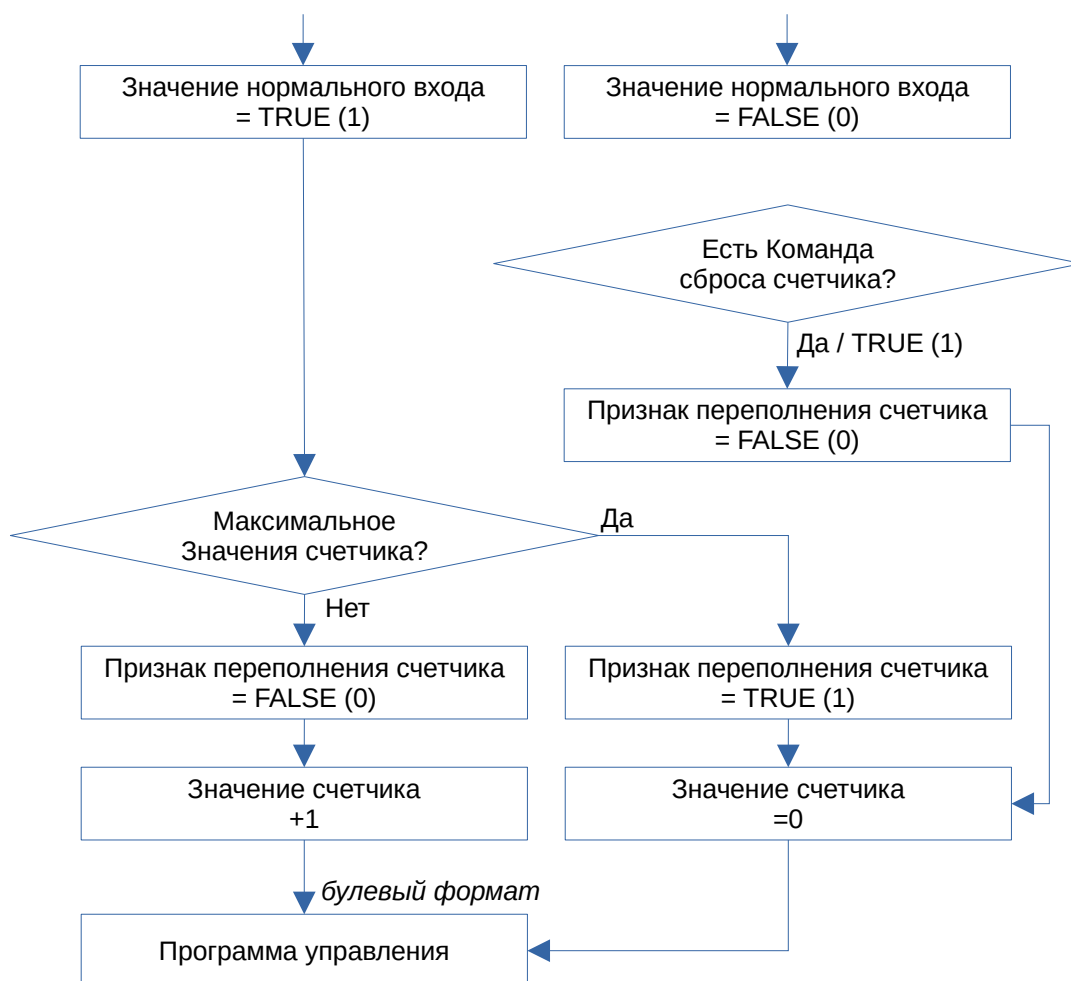 Значение нормального входа
= TRUE (1)
Значение нормального входа
= FALSE (0)
Есть Команда
сброса счетчика?
Да / TRUE (1)
Признак переполнения счетчика
= FALSE (0)
Максимальное
Значения счетчика?
Да
Нет
Признак переполнения счетчика
= FALSE (0)
Признак переполнения счетчика
= TRUE (1)
Значение счетчика
+1
Значение счетчика
=0
булевый формат
Программа управления